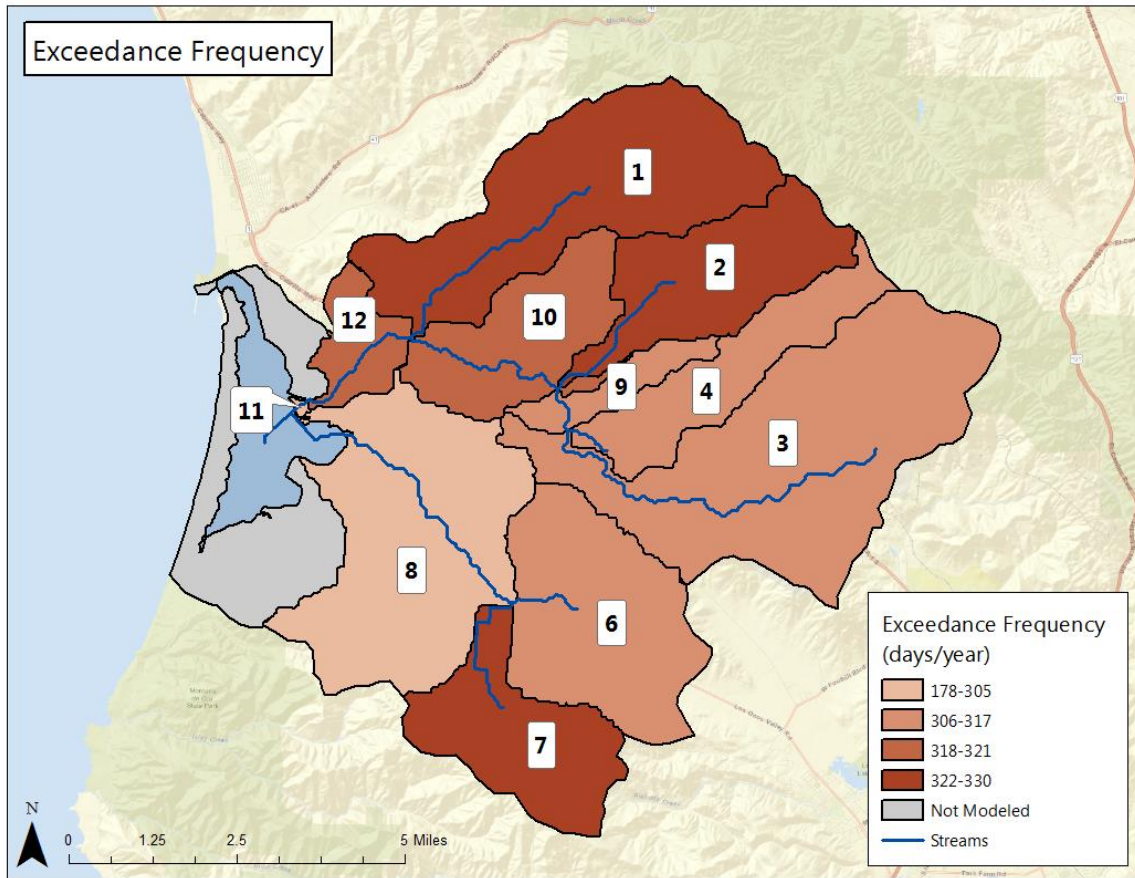 Exceedance Frequency
1
2
12
10
9
4
11
3
8
6
7
Exceedance Frequency
(days/year)
178-305
306-317
318-321
322-330
Not Modeled
Streams
N
0 1.25 2.5 5 Miles